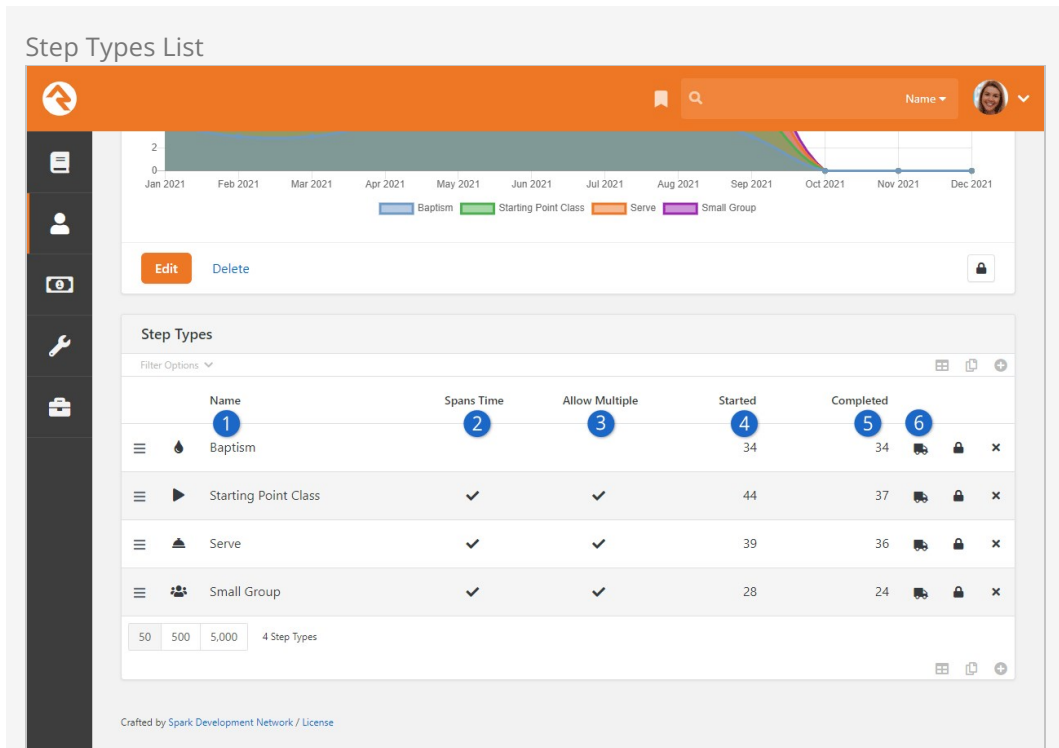 Step Types List
Name
2
0
Jan 2021 Feb 2021 Mar 2021 Apr 2021 May 2021 Jun 2021 Jul 2021 Aug 2021 Sep 2021 Oct 2021 Nov 2021 Dec 2021
Baptism Starting Point Class Serve Small Group
Edit Delete
Step Types
Filter Options
Name Spans Time Allow Multiple Started Completed
1 2 3 4 5 6
Baptism 34 34
Starting Point Class 44 37
Serve 39 36
Small Group 28 24
50 500 5,000 4 Step Types
Crafted by Spark Development Network / License